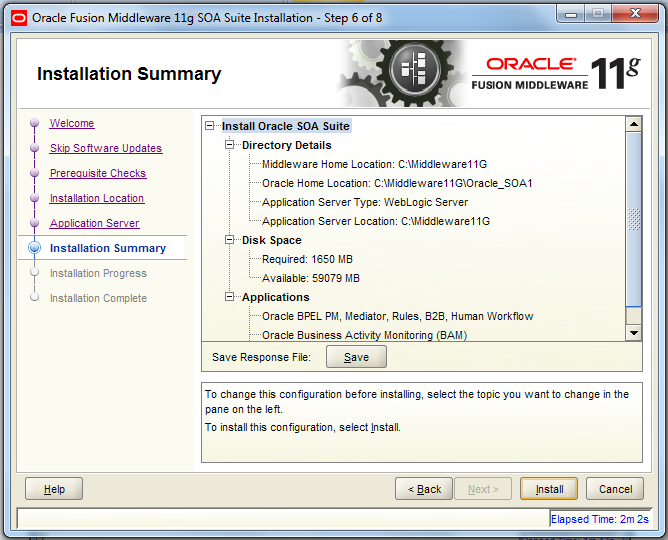 Oracle Fusion Middleware 11g SOA Suite Installation - Step 6 of 8
Installation Summary
ORACLE
FUSION MIDDLEWARE 11g
Welcome
Skip Software Updates
Prerequisite Checks
Installation Location
Application Server
Installation Summary
Installation Progress
Installation Complete
Install Oracle SOA Suite
Directory Details
Middleware Home Location: C:\Middleware11G
Oracle Home Location: C:\Middleware11G\Oracle_SOA1
Application Server Type: WebLogic Server
Application Server Location: C:\Middleware11G
Disk Space
Required: 1650 MB
Available: 59079 MB
Applications
Oracle BPEL PM, Mediator, Rules, B2B, Human Workflow
Oracle Business Activity Monitoring (BAM)
Save Response File: Save
To change this configuration before installing, select the topic you want to change in the
pane on the left.
To install this configuration, select Install.
Help < Back Next > Install Cancel
Elapsed Time: 2m 2s